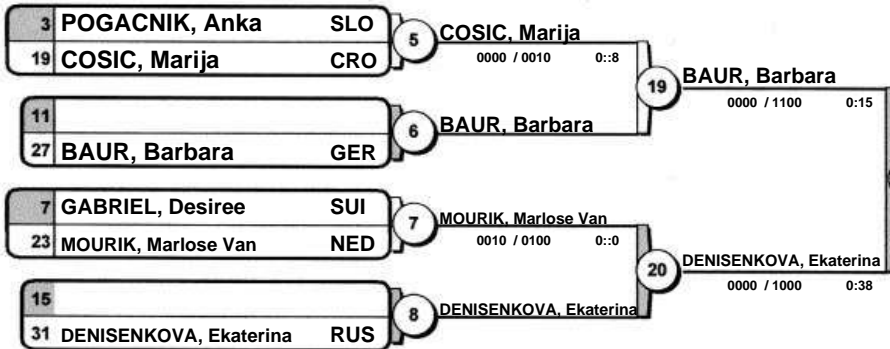 3 POGACNIK, Anka SLO
19 COSIC, Marija CRO
5
COSIC, Marija
0000 / 0010 0::8
11
27 BAUR, Barbara GER
6
BAUR, Barbara
19
BAUR, Barbara
0000 / 1100 0:15
7 GABRIEL, Desiree SUI
23 MOURIK, Marlose Van NED
7
MOURIK, Marlose Van
0010 / 0100 0::0
15
31 DENISENKOVA, Ekaterina RUS
8
DENISENKOVA, Ekaterina
20
DENISENKOVA, Ekaterina
0000 / 1000 0:38